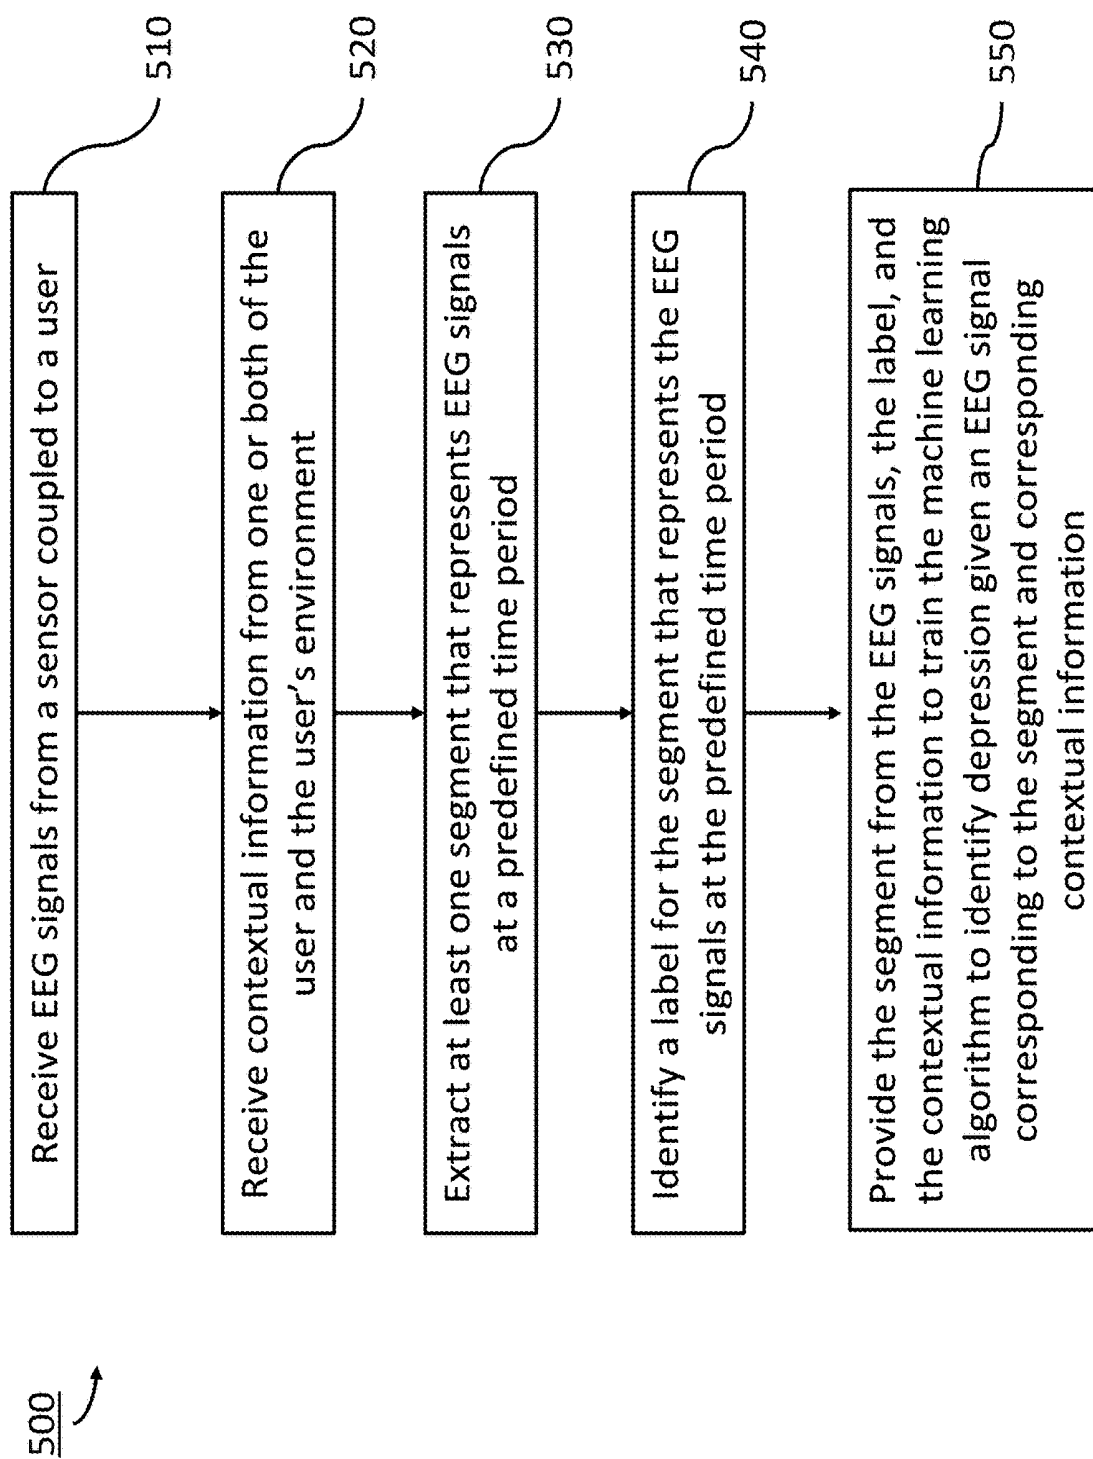 500
Receive EEG signals from a sensor coupled to a user
510
Receive contextual information from one or both of the
user and the user’s environment
520
Extract at least one segment that represents EEG signals
at a predefined time period
530
Identify a label for the segment that represents the EEG
signals at the predefined time period
540
Provide the segment from the EEG signals, the label, and
the contextual information to train the machine learning
algorithm to identify depression given an EEG signal
corresponding to the segment and corresponding
contextual information
550